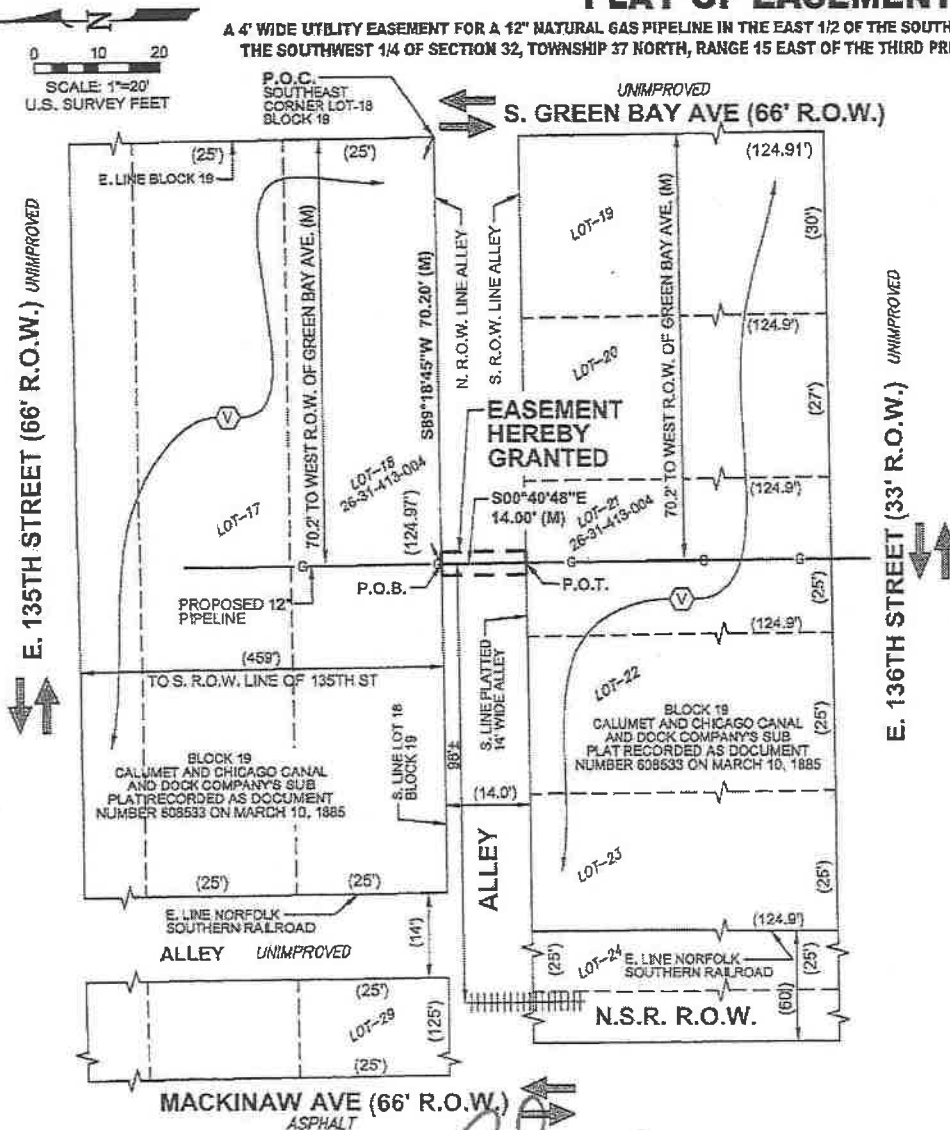 PLAT OF EASEMENT
A 4' WIDE UTILITY EASEMENT FOR A 12" NATURAL GAS PIPELINE IN THE EAST 1/2 OF THE SOUTH
THE SOUTHWEST 1/4 OF SECTION 32, TOWNSHIP 37 NORTH, RANGE 15 EAST OF THE THIRD PRI
N
0 10 20
SCALE: 1"=20'
U.S. SURVEY FEET
P.O.C.
SOUTHEAST
CORNER LOT-18
BLOCK 19
UNIMPROVED
S. GREEN BAY AVE (66' R.O.W.)
(25')
(25')
E. LINE BLOCK 19
(124.91')
E. 135TH STREET (66' R.O.W.) UNIMPROVED
70.2' TO WEST R.O.W. OF GREEN BAY AVE. (M)
S89°18'45"W 70.20' (M)
N. R.O.W. LINE ALLEY
S. R.O.W. LINE ALLEY
LOT-19
70.2' TO WEST R.O.W. OF GREEN BAY AVE. (M)
(30')
(124.9')
LOT-20
(27')
(124.9')
E. 136TH STREET (33' R.O.W.) UNIMPROVED
V
EASEMENT
HEREBY
GRANTED
LOT-17
LOT-18
26-31-413-004
(124.97')
S00°40'48"E
14.00' (M)
LOT-21
26-31-413-004
G
G
G
G
G
P.O.B.
P.O.T.
PROPOSED 12"
PIPELINE
V
(25')
(124.9')
(459')
TO S. R.O.W. LINE OF 135TH ST
S. LINE LOT 18
BLOCK 19
98'±
S. LINE PLATTED
14' WIDE ALLEY
LOT-22
BLOCK 19
CALUMET AND CHICAGO CANAL
AND DOCK COMPANY'S SUB
PLAT RECORDED AS DOCUMENT
NUMBER 608533 ON MARCH 10, 1885
(25')
BLOCK 19
CALUMET AND CHICAGO CANAL
AND DOCK COMPANY'S SUB
PLAT RECORDED AS DOCUMENT
NUMBER 608533 ON MARCH 10, 1885
(14.0')
ALLEY
LOT-23
(25')
(25')
(25')
E. LINE NORFOLK
SOUTHERN RAILROAD
(14')
ALLEY UNIMPROVED
(124.9')
(25')
LOT-24
E. LINE NORFOLK
SOUTHERN RAILROAD
(25')
(60')
N.S.R. R.O.W.
(25')
LOT-29
(125')
(25')
MACKINAW AVE (66' R.O.W.)
ASPHALT